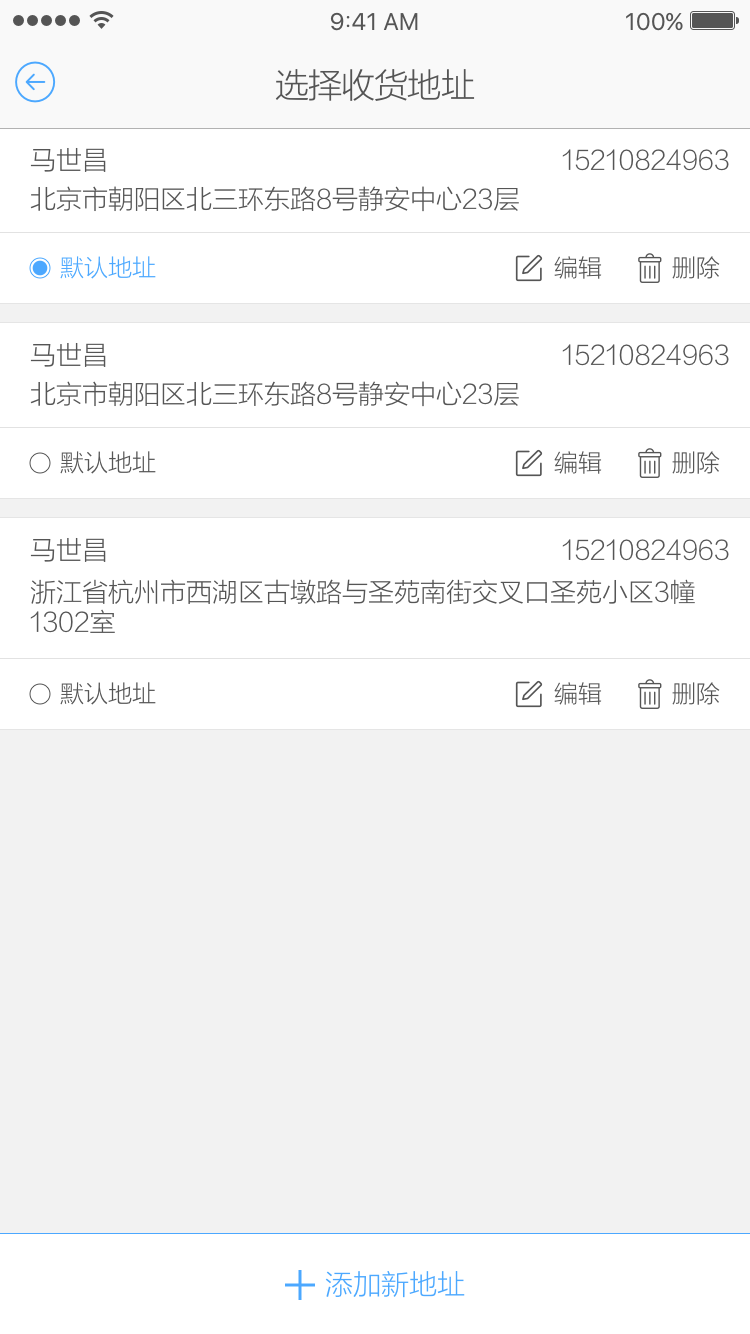 9:41 AM 100%
选择收货地址
马世昌 15210824963
北京市朝阳区北三环东路8号静安中心23层
默认地址 编辑 删除
马世昌 15210824963
北京市朝阳区北三环东路8号静安中心23层
默认地址 编辑 删除
马世昌 15210824963
浙江省杭州市西湖区古墩路与圣苑南街交叉口圣苑小区3幢
1302室
默认地址 编辑 删除
添加新地址